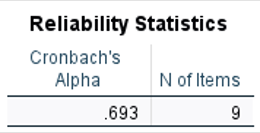 Reliability Statistics
Cronbach's
Alpha N of Items
.693 9